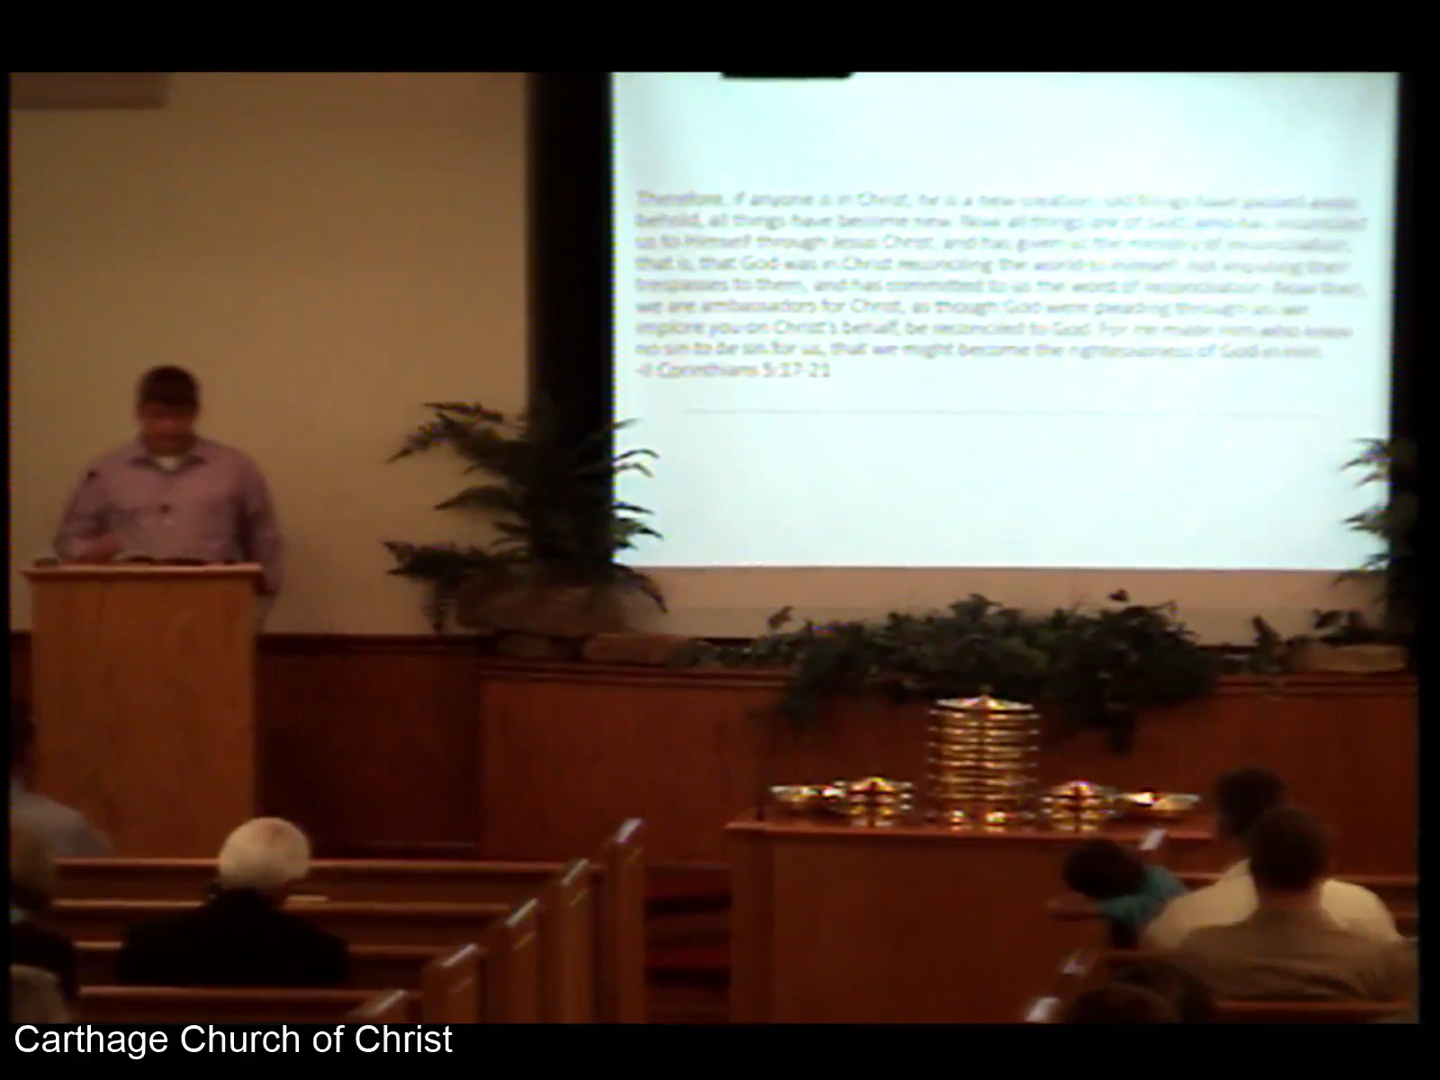 Therefore, if anyone is in Christ, he is a new creation; old things have passed away;
behold, all things have become new. Now all things are of God, who has reconciled
us to Himself through Jesus Christ, and has given us the ministry of reconciliation,
that is, that God was in Christ reconciling the world to Himself, not imputing their
trespasses to them, and has committed to us the word of reconciliation. Now then,
we are ambassadors for Christ, as though God were pleading through us: we
implore you on Christ's behalf, be reconciled to God. For He made Him who knew
no sin to be sin for us, that we might become the righteousness of God in Him.
-II Corinthians 5:17-21
Carthage Church of Christ